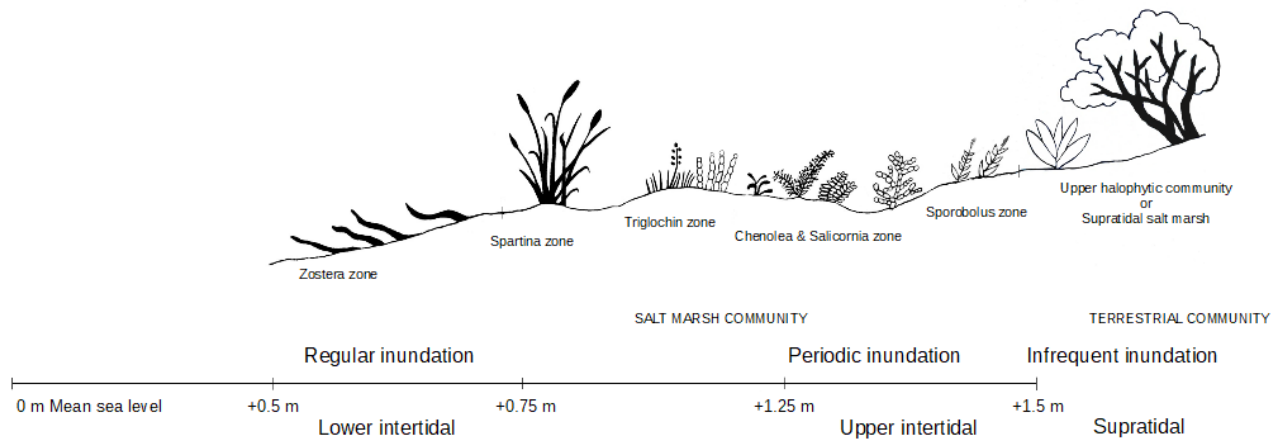 Upper halophytic community
or
Supratidal salt marsh
Sporobolus zone
Triglochin zone
Chenolea & Salicornia zone
Spartina zone
Zostera zone
SALT MARSH COMMUNITY
TERRESTRIAL COMMUNITY
Regular inundation
Periodic inundation
Infrequent inundation
0 m Mean sea level
+0.5 m
+0.75 m
+1.25 m
+1.5 m
Lower intertidal
Upper intertidal
Supratidal